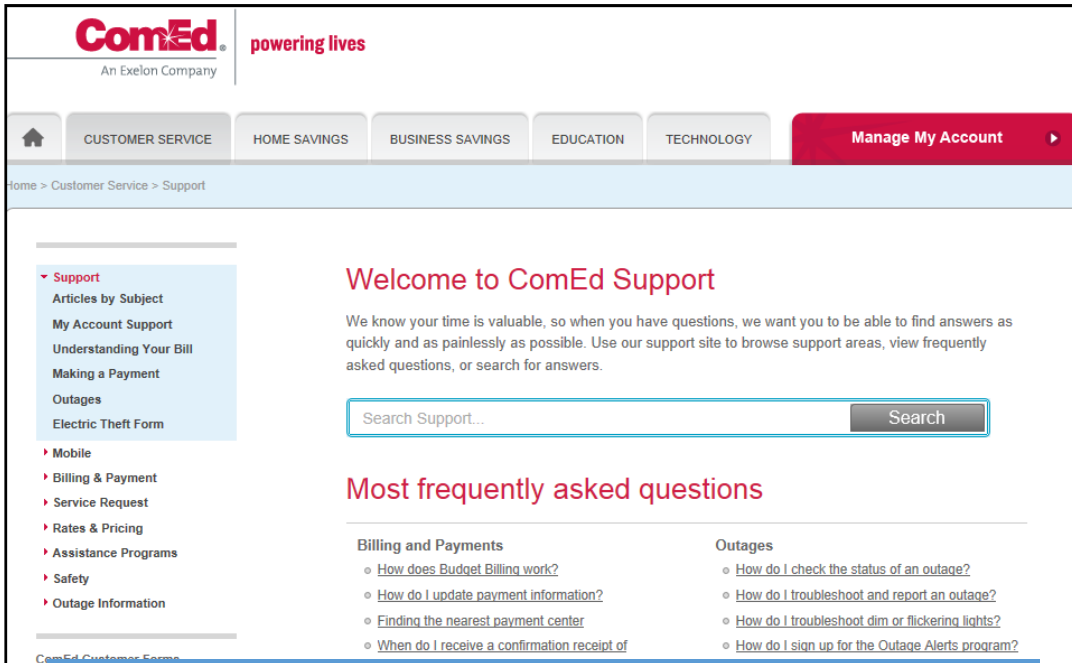 ComEd®
An Exelon Company
powering lives
CUSTOMER SERVICE
HOME SAVINGS
BUSINESS SAVINGS
EDUCATION
TECHNOLOGY
Manage My Account
Home > Customer Service > Support
Support
Articles by Subject
My Account Support
Understanding Your Bill
Making a Payment
Outages
Electric Theft Form
Mobile
Billing & Payment
Service Request
Rates & Pricing
Assistance Programs
Safety
Outage Information
ComEd Customer Forms
Welcome to ComEd Support
We know your time is valuable, so when you have questions, we want you to be able to find answers as
quickly and as painlessly as possible. Use our support site to browse support areas, view frequently
asked questions, or search for answers.
Search Support...
Search
Most frequently asked questions
Billing and Payments
How does Budget Billing work?
How do I update payment information?
Finding the nearest payment center
When do I receive a confirmation receipt of
Outages
How do I check the status of an outage?
How do I troubleshoot and report an outage?
How do I troubleshoot dim or flickering lights?
How do I sign up for the Outage Alerts program?